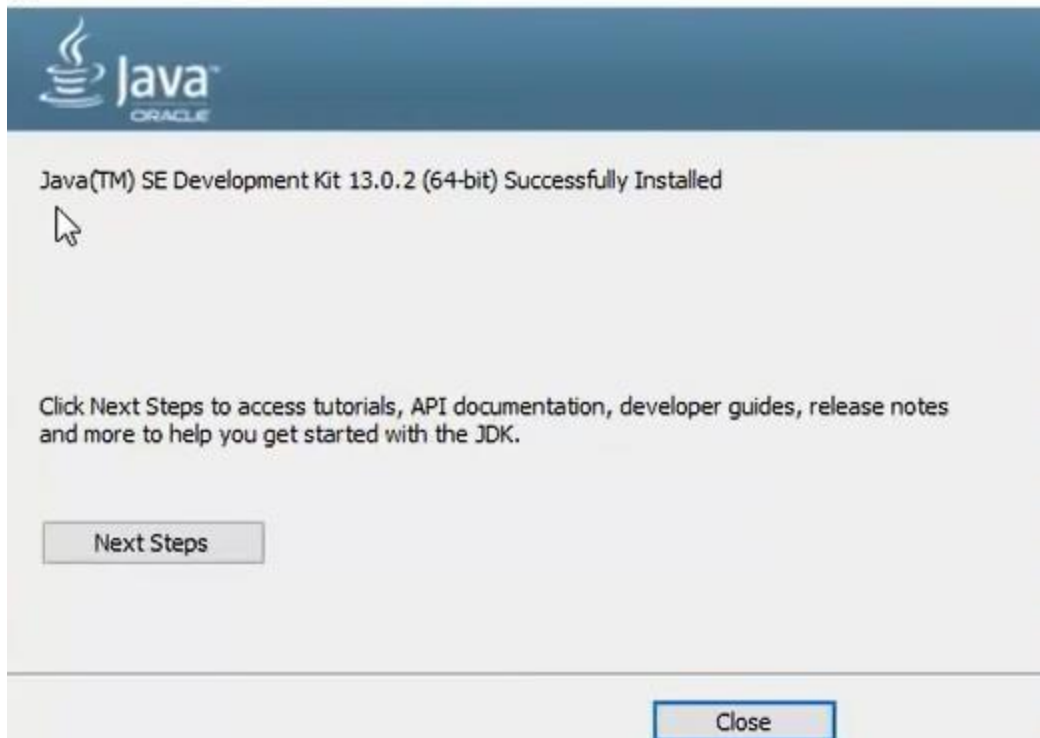 Java™
ORACLE
Java(TM) SE Development Kit 13.0.2 (64-bit) Successfully Installed
Click Next Steps to access tutorials, API documentation, developer guides, release notes
and more to help you get started with the JDK.
Next Steps
Close